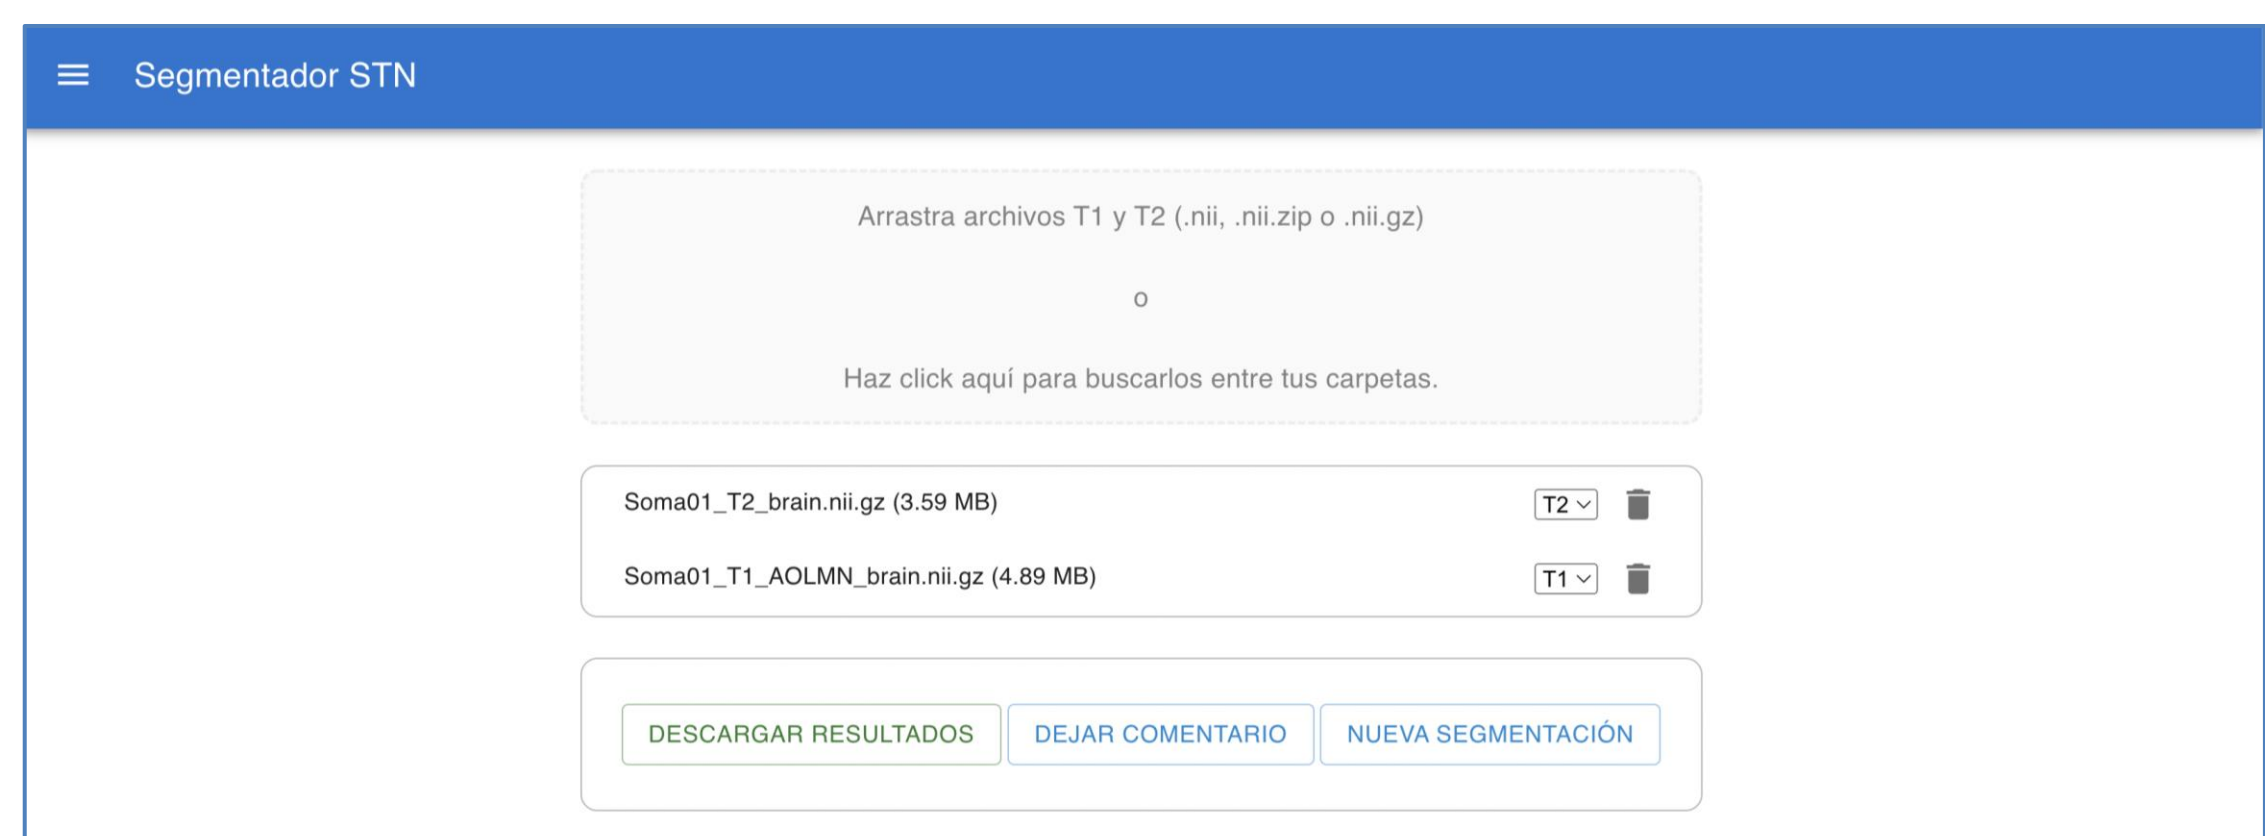 Segmentador STN
Arrastra archivos T1 y T2 (.nii, .nii.zip o .nii.gz)
o
Haz click aquí para buscarlos entre tus carpetas.
Soma01_T2_brain.nii.gz (3.59 MB) T2
Soma01_T1_AOLMN_brain.nii.gz (4.89 MB) T1
DESCARGAR RESULTADOS DEJAR COMENTARIO NUEVA SEGMENTACIÓN